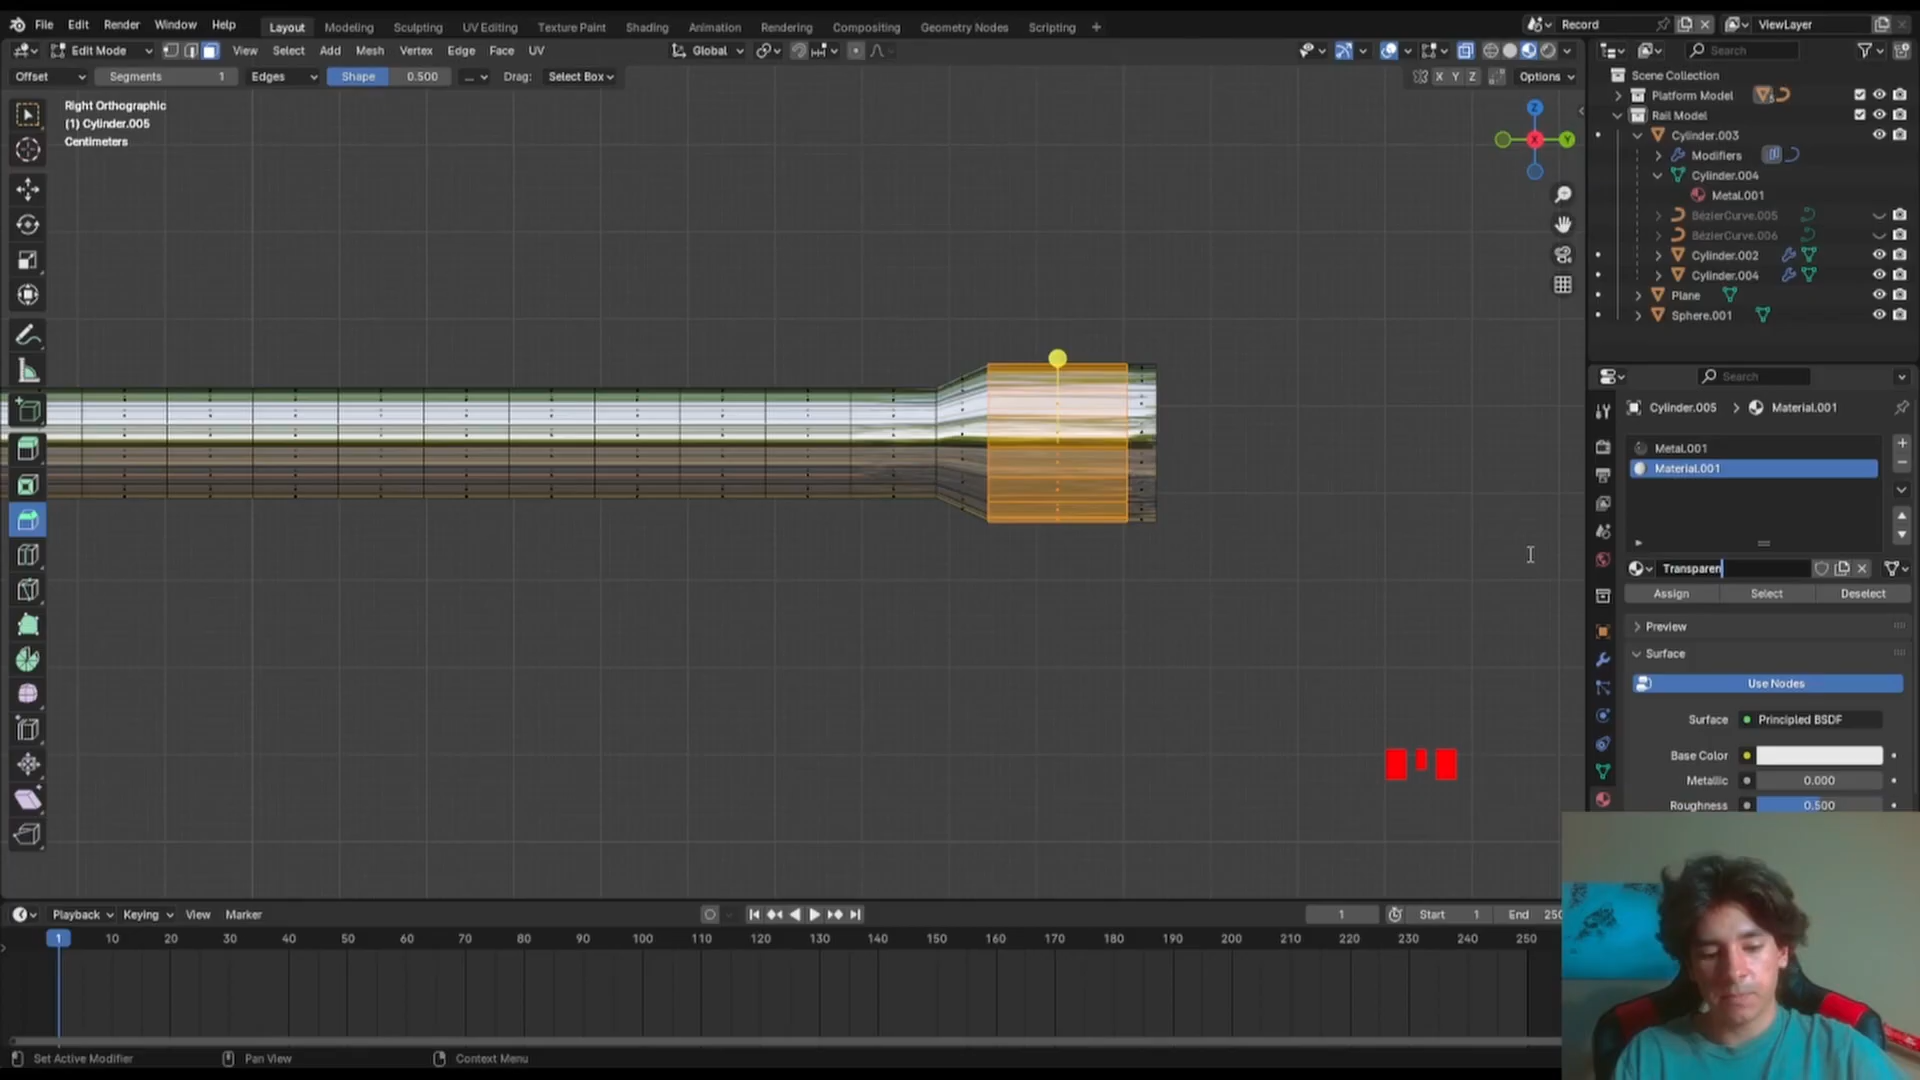 File Edit Render Window Help Layout Modeling Sculpting UV Editing Texture Paint Shading Animation Rendering Compositing Geometry Nodes Scripting + Record ViewLayer
Edit Mode View Select Add Mesh Vertex Edge Face UV Global Search
Offset Segments 1 Edges Shape 0.500 ... Drag: Select Box X Y Z Options
Right Orthographic
(1) Cylinder.005
Centimeters
Z
X
Y
Scene Collection
Platform Model
Rail Model
Cylinder.003
Modifiers
Cylinder.004
Metal.001
BézierCurve.005
BézierCurve.006
Cylinder.002
Cylinder.004
Plane
Sphere.001
Search
Cylinder.005 > Material.001
Metal.001
Material.001
Transparen
Assign Select Deselect
Preview
Surface
Use Nodes
Surface Principled BSDF
Base Color
Metallic 0.000
Roughness 0.500
Playback Keying View Marker 1 Start 1 End 250
1 10 20 30 40 50 60 70 80 90 100 110 120 130 140 150 160 170 180 190 200 210 220 230 240 250
Set Active Modifier Pan View Context Menu